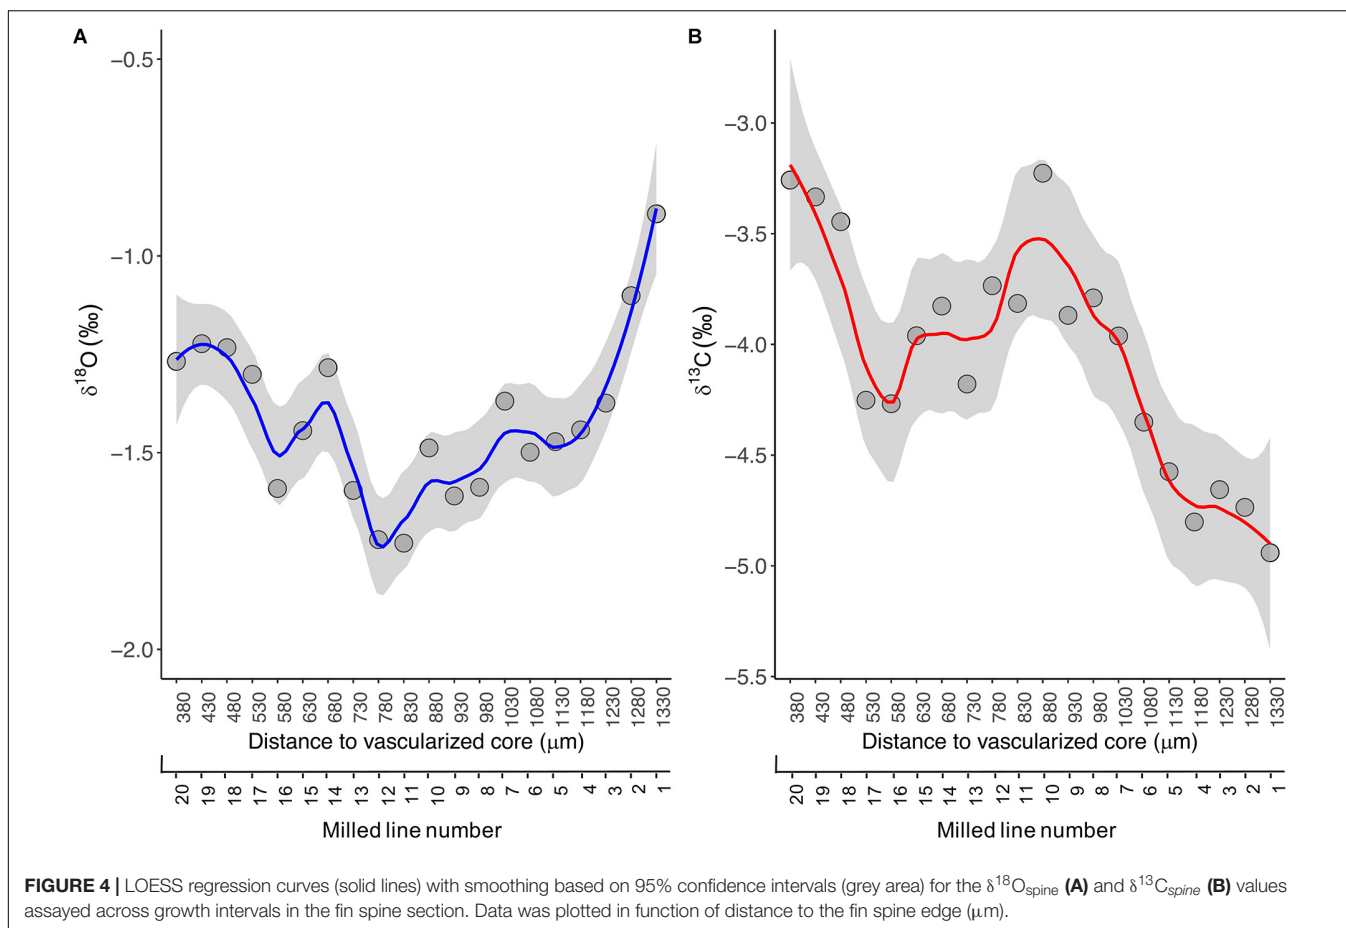 A
−0.5
−1.0
−1.5
−2.0
δ18O (‰)
380 430 480 530 580 630 680 730 780 830 880 930 980 1030 1080 1130 1180 1230 1280 1330
Distance to vascularized core (μm)
20 19 18 17 16 15 14 13 12 11 10 9 8 7 6 5 4 3 2 1
Milled line number
B
−3.0
−3.5
−4.0
−4.5
−5.0
−5.5
δ13C (‰)
380 430 480 530 580 630 680 730 780 830 880 930 980 1030 1080 1130 1180 1230 1280 1330
Distance to vascularized core (μm)
20 19 18 17 16 15 14 13 12 11 10 9 8 7 6 5 4 3 2 1
Milled line number
FIGURE 4 | LOESS regression curves (solid lines) with smoothing based on 95% confidence intervals (grey area) for the δ18Ospine (A) and δ13Cspine (B) values
assayed across growth intervals in the fin spine section. Data was plotted in function of distance to the fin spine edge (μm).